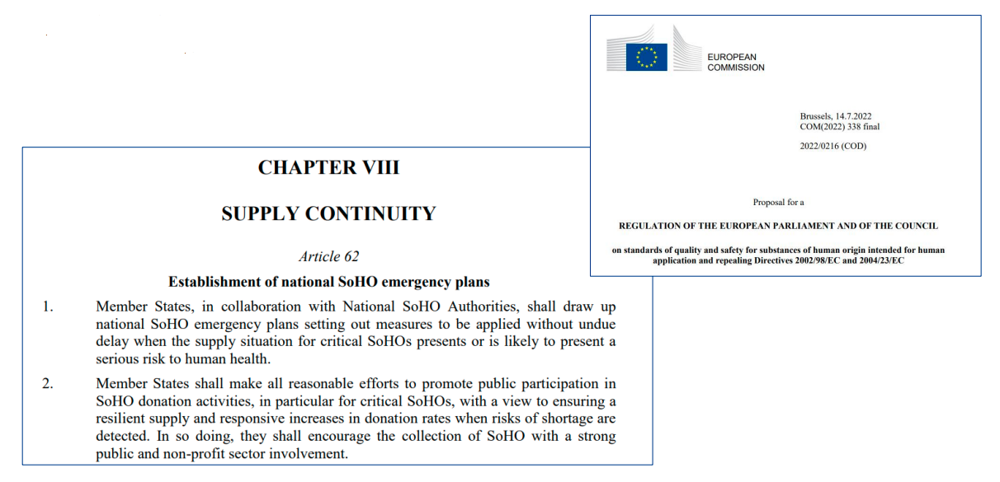 EUROPEAN
COMMISSION
Brussels, 14.7.2022
COM(2022) 338 final
2022/0216 (COD)
Proposal for a
REGULATION OF THE EUROPEAN PARLIAMENT AND OF THE COUNCIL
on standards of quality and safety for substances of human origin intended for human
application and repealing Directives 2002/98/EC and 2004/23/EC
CHAPTER VIII
SUPPLY CONTINUITY
Article 62
Establishment of national SoHO emergency plans
1. Member States, in collaboration with National SoHO Authorities, shall draw up
national SoHO emergency plans setting out measures to be applied without undue
delay when the supply situation for critical SoHOs presents or is likely to present a
serious risk to human health.
2. Member States shall make all reasonable efforts to promote public participation in
SoHO donation activities, in particular for critical SoHOs, with a view to ensuring a
resilient supply and responsive increases in donation rates when risks of shortage are
detected. In so doing, they shall encourage the collection of SoHO with a strong
public and non-profit sector involvement.